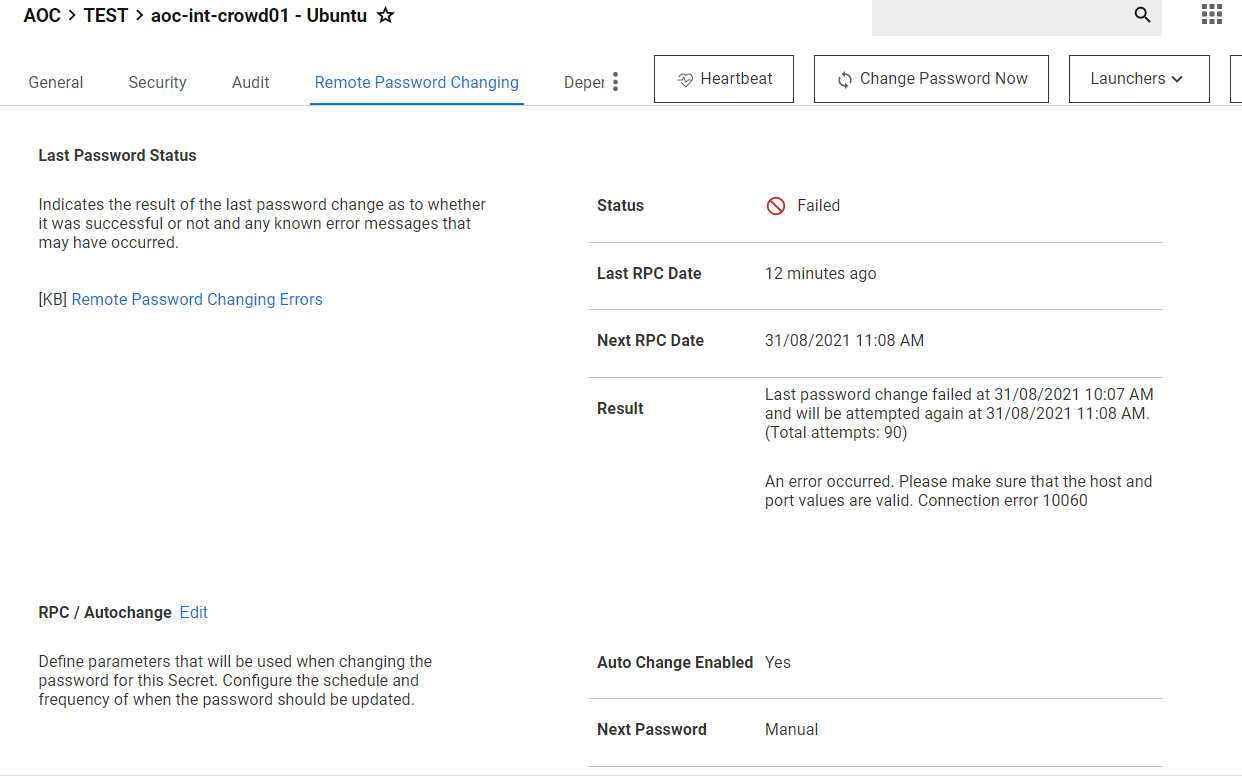 AOC > TEST > aoc-int-crowd01 - Ubuntu
General Security Audit Remote Password Changing Deper Heartbeat Change Password Now Launchers
Last Password Status
Indicates the result of the last password change as to whether
it was successful or not and any known error messages that
may have occurred.
[KB] Remote Password Changing Errors
Status Failed
Last RPC Date 12 minutes ago
Next RPC Date 31/08/2021 11:08 AM
Result
Last password change failed at 31/08/2021 10:07 AM
and will be attempted again at 31/08/2021 11:08 AM.
(Total attempts: 90)
An error occurred. Please make sure that the host and
port values are valid. Connection error 10060
RPC / Autochange Edit
Define parameters that will be used when changing the
password for this Secret. Configure the schedule and
frequency of when the password should be updated.
Auto Change Enabled Yes
Next Password Manual